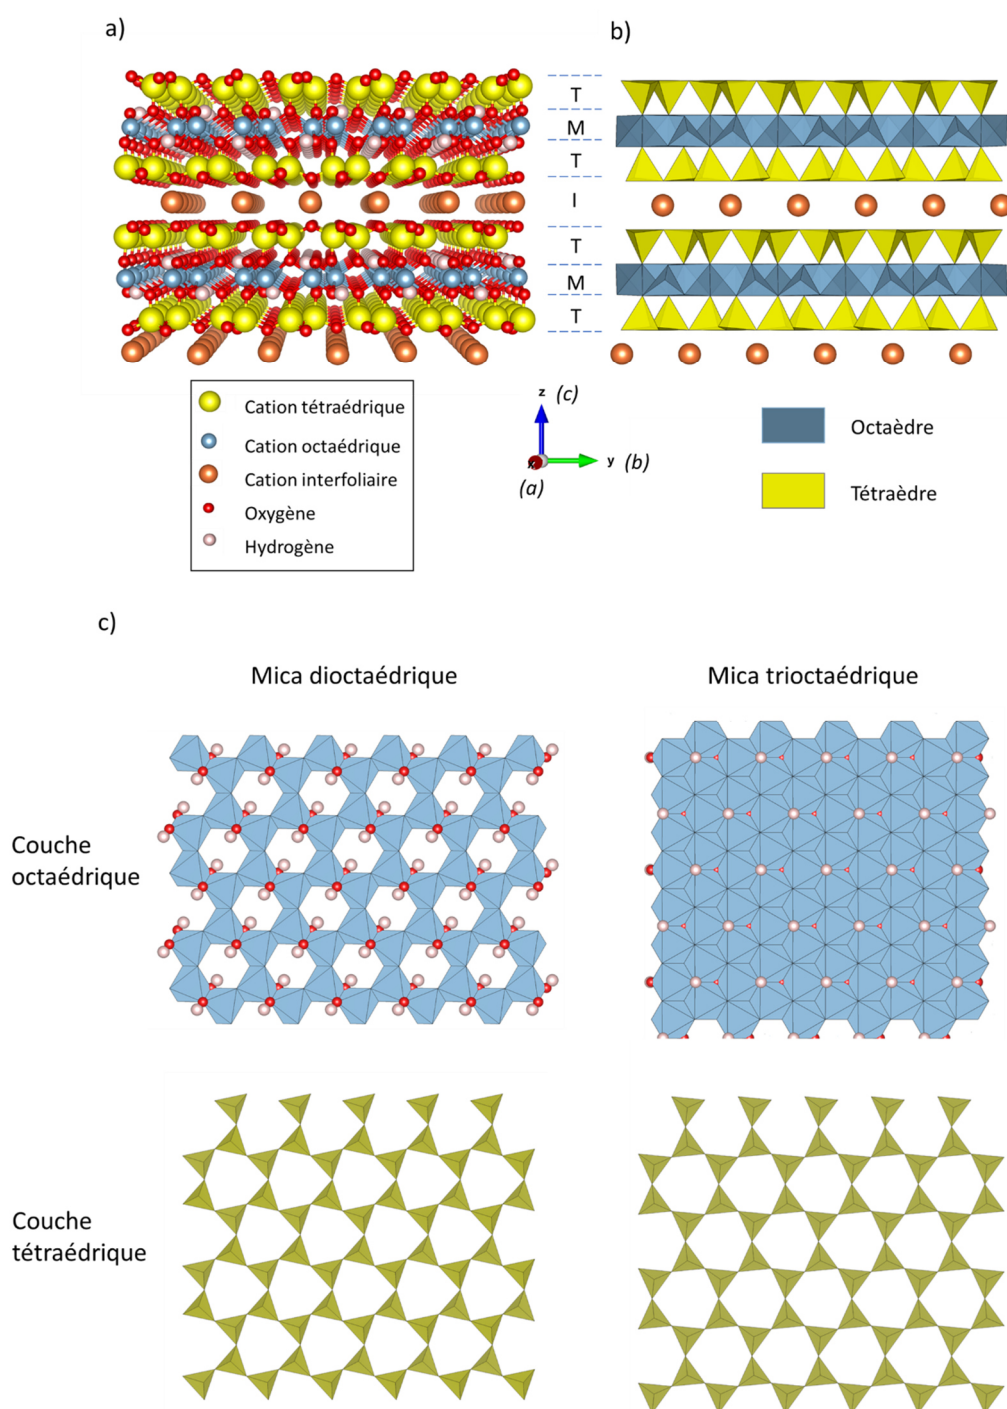 a)
b)
T
M
T
I
T
M
T
Cation tétraédrique
Cation octaédrique
Cation interfoliaire
Oxygène
Hydrogène
z (c)
y (b)
x
(a)
Octaèdre
Tétraèdre
c)
Mica dioctaédrique
Mica trioctaédrique
Couche
octaédrique
Couche
tétraédrique